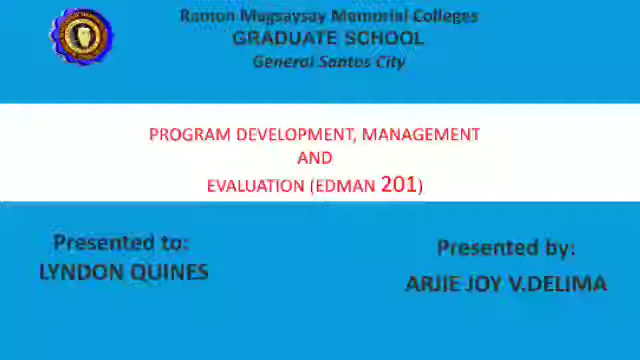 Ramon Magsaysay Memorial Colleges
GRADUATE SCHOOL
General Santos City
PROGRAM DEVELOPMENT, MANAGEMENT
AND
EVALUATION (EDMAN 201)
Presented to:
LYNDON QUINES
Presented by:
ARJIE JOY V.DELIMA